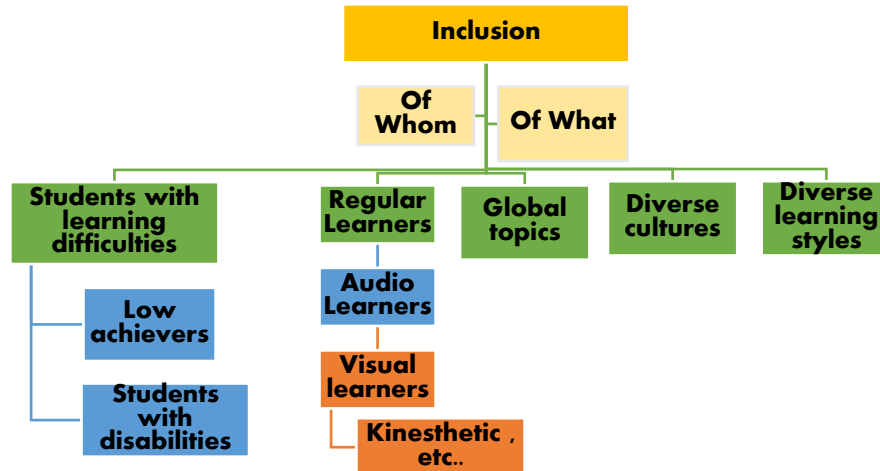 Inclusion
Of
Whom
Of What
Students with
learning
difficulties
Regular
Learners
Global
topics
Diverse
cultures
Diverse
learning
styles
Low
achievers
Audio
Learners
Visual
learners
Students
with
disabilities
Kinesthetic ,
etc..